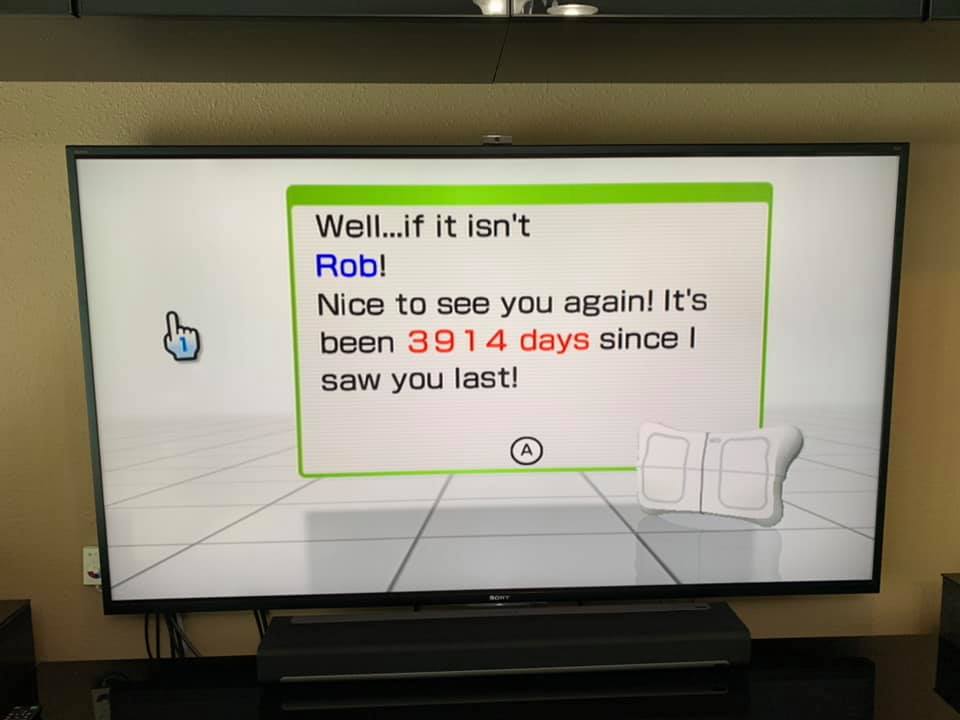 Well...if it isn't
Rob!
Nice to see you again! It's
been 3914 days since I
saw you last!
A
1
SONY